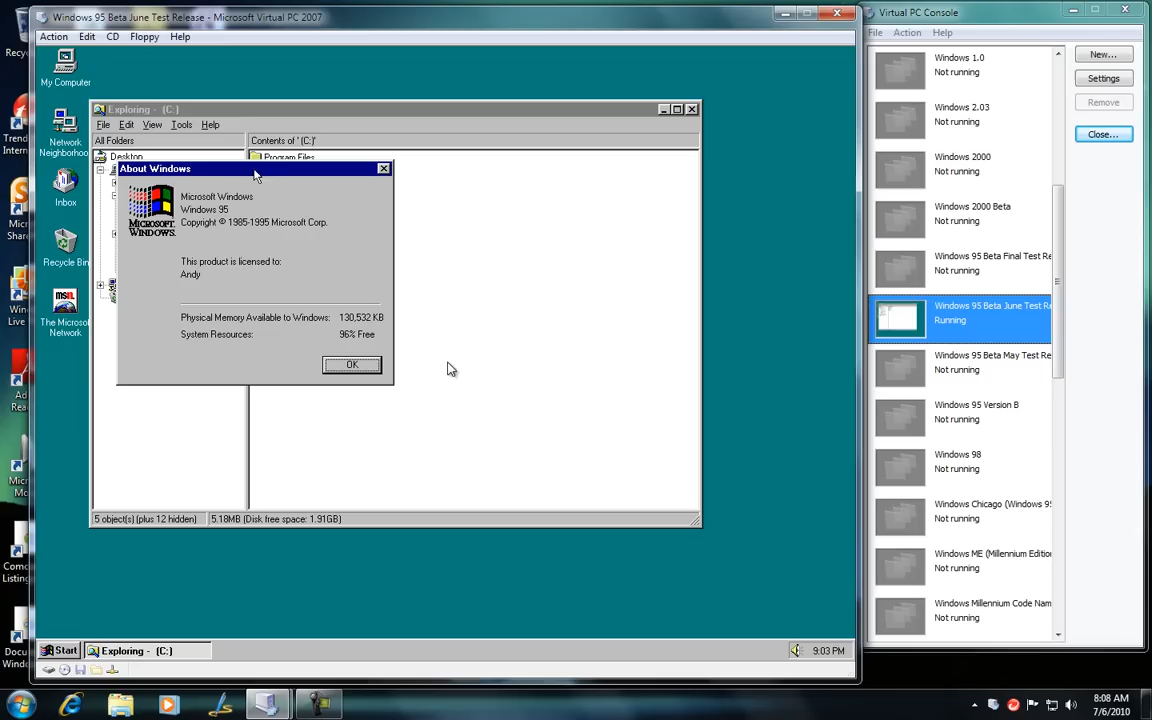 Windows 95 Beta June Test Release - Microsoft Virtual PC 2007
Action Edit CD Floppy Help
My Computer
Network
Neighborhood
Inbox
Recycle Bin
msn
The Microsoft
Network
Exploring - (C:)
File Edit View Tools Help
All Folders
Contents of '(C:)'
Desktop
Program Files
About Windows
MICROSOFT
WINDOWS.
Microsoft Windows
Windows 95
Copyright © 1985-1995 Microsoft Corp.
This product is licensed to:
Andy
Physical Memory Available to Windows: 130,532 KB
System Resources: 96% Free
OK
5 object(s) (plus 12 hidden)
5.18MB (Disk free space: 1.91GB)
Start
Exploring - (C:)
9:03 PM
Virtual PC Console
File Action Help
Windows 1.0
Not running
Windows 2.03
Not running
Windows 2000
Not running
Windows 2000 Beta
Not running
Windows 95 Beta Final Test Re
Not running
Windows 95 Beta June Test Re
Running
Windows 95 Beta May Test Re
Not running
Windows 95 Version B
Not running
Windows 98
Not running
Windows Chicago (Windows 95
Not running
Windows ME (Millennium Edition
Not running
Windows Millennium Code Nam
Not running
New...
Settings
Remove
Close...
8:08 AM
7/6/2010